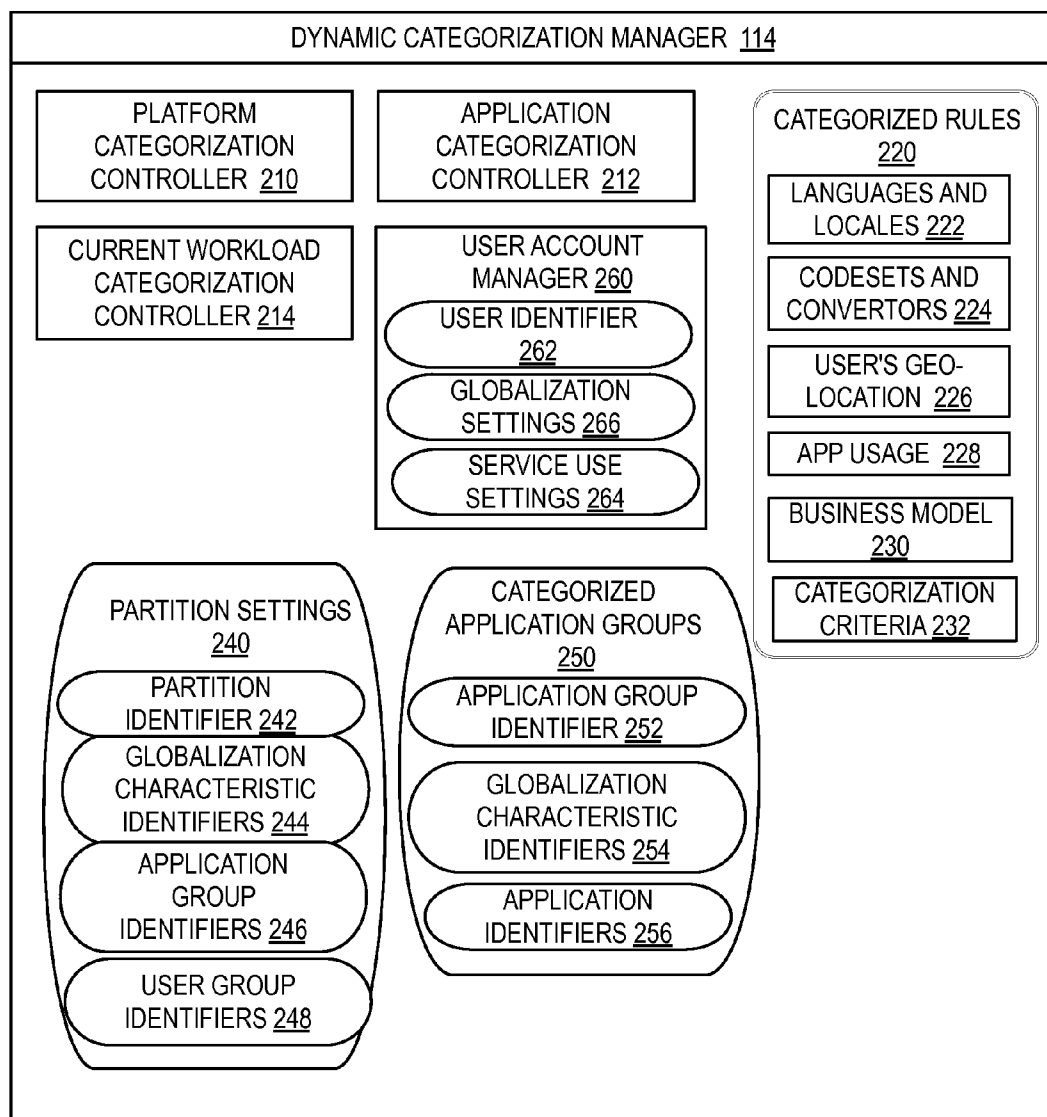 DYNAMIC CATEGORIZATION MANAGER 114
PLATFORM
CATEGORIZATION
CONTROLLER 210
APPLICATION
CATEGORIZATION
CONTROLLER 212
CURRENT WORKLOAD
CATEGORIZATION
CONTROLLER 214
USER ACCOUNT
MANAGER 260
USER IDENTIFIER
262
GLOBALIZATION
SETTINGS 266
SERVICE USE
SETTINGS 264
CATEGORIZED RULES
220
LANGUAGES AND
LOCALES 222
CODESETS AND
CONVERTORS 224
USER'S GEO-
LOCATION 226
APP USAGE 228
BUSINESS MODEL
230
CATEGORIZATION
CRITERIA 232
PARTITION SETTINGS
240
PARTITION
IDENTIFIER 242
GLOBALIZATION
CHARACTERISTIC
IDENTIFIERS 244
APPLICATION
GROUP
IDENTIFIERS 246
USER GROUP
IDENTIFIERS 248
CATEGORIZED
APPLICATION GROUPS
250
APPLICATION GROUP
IDENTIFIER 252
GLOBALIZATION
CHARACTERISTIC
IDENTIFIERS 254
APPLICATION
IDENTIFIERS 256